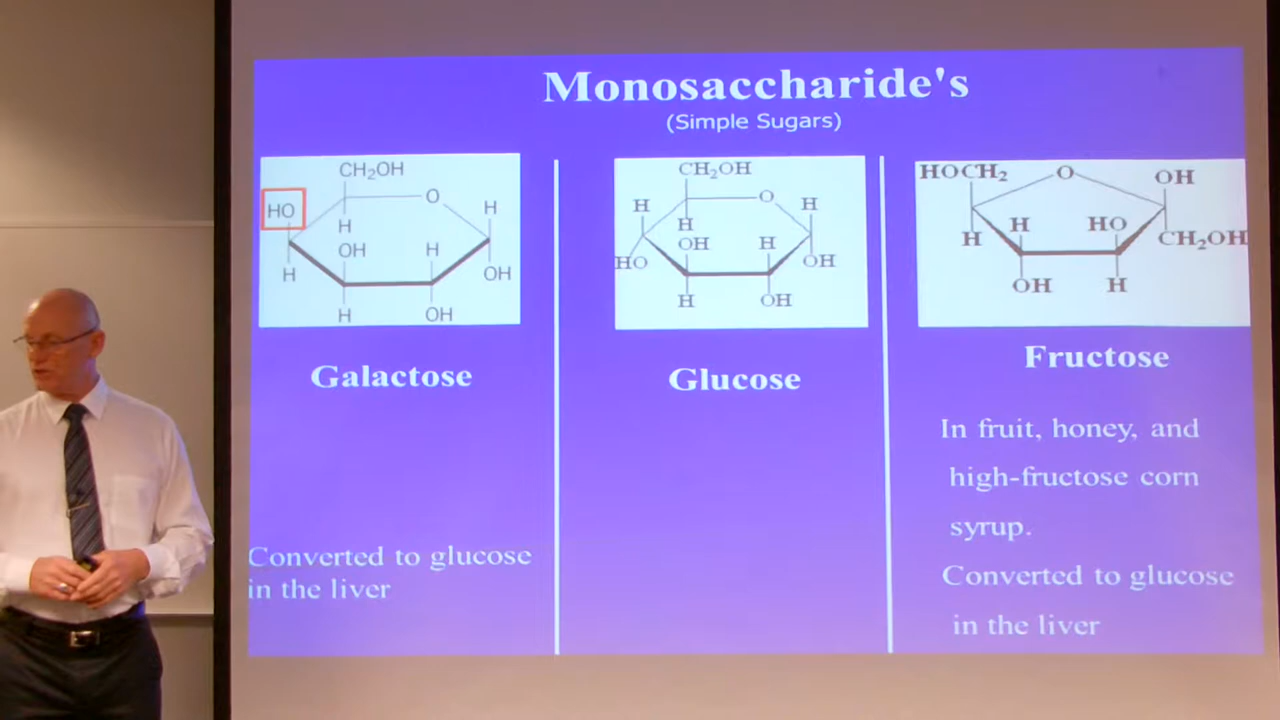 Monosaccharide's
(Simple Sugars)
CH₂OH
O
HO
H
H
OH
H
H
OH
H
OH
Galactose
Converted to glucose
in the liver
CH₂OH
O
H
H
H
OH
H
HO
OH
H
OH
Glucose
HOCH₂
O
OH
H
HO
H
CH₂OH
OH
H
Fructose
In fruit, honey, and
high-fructose corn
syrup.
Converted to glucose
in the liver